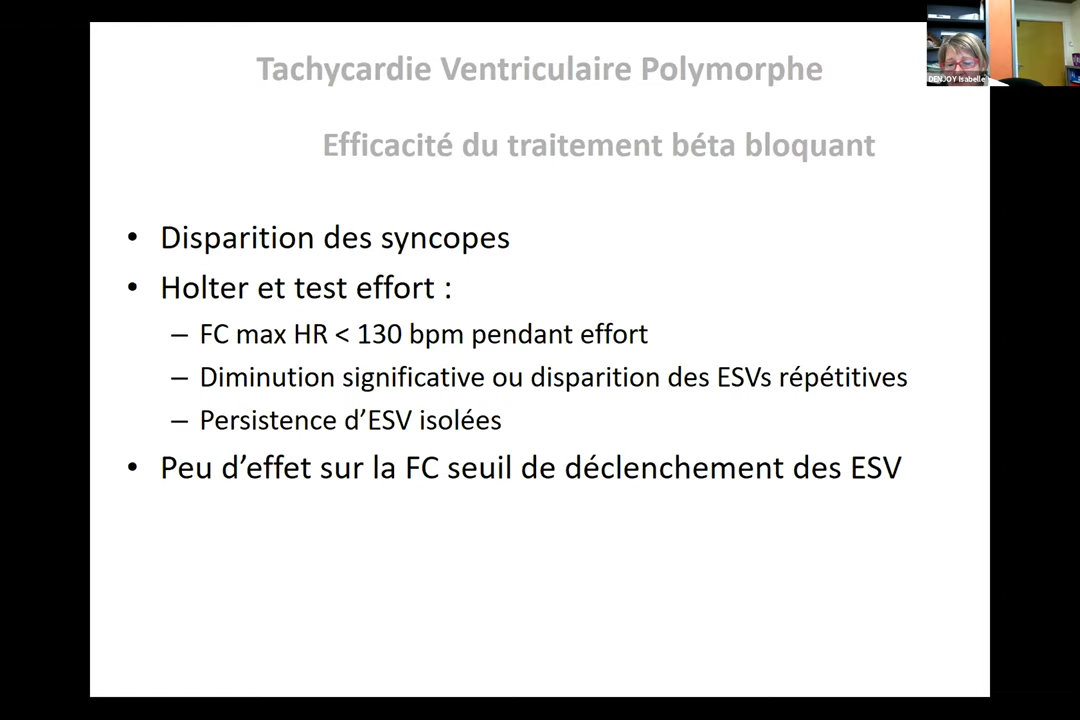 Tachycardie Ventriculaire Polymorphe
DENJOY Isabelle
Efficacité du traitement béta bloquant
• Disparition des syncopes
• Holter et test effort :
– FC max HR < 130 bpm pendant effort
– Diminution significative ou disparition des ESVs répétitives
– Persistence d’ESV isolées
• Peu d’effet sur la FC seuil de déclenchement des ESV